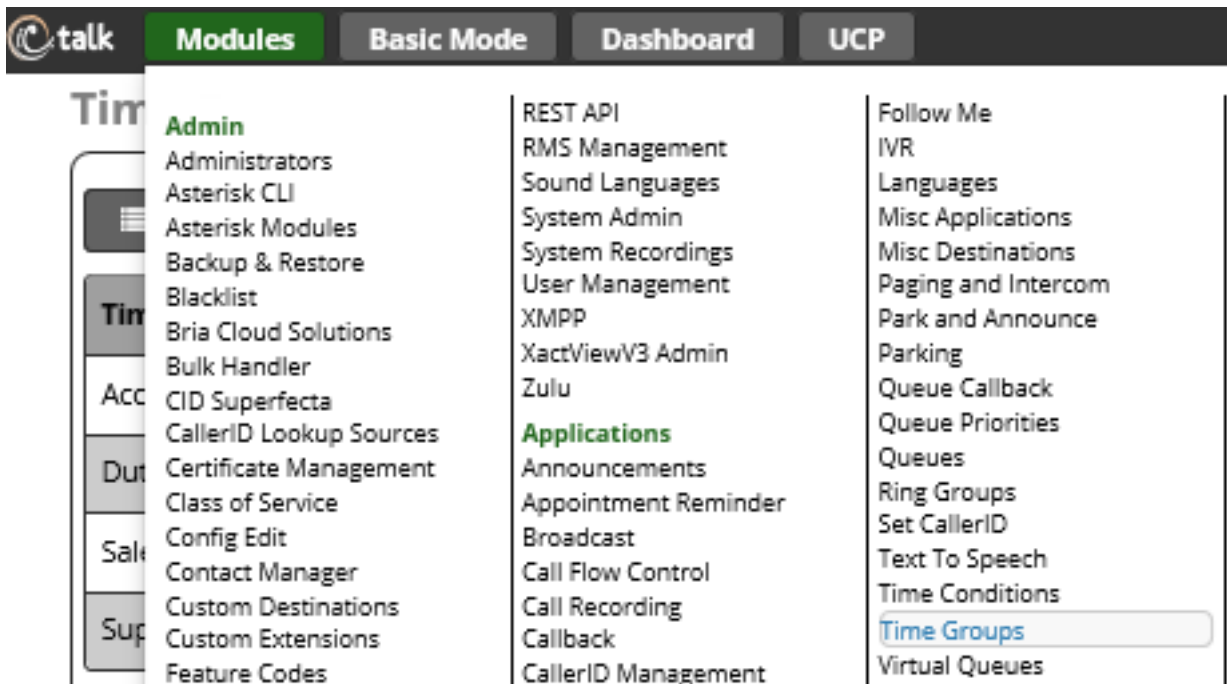 talk Modules Basic Mode Dashboard UCP
Admin
Administrators
Asterisk CLI
Asterisk Modules
Backup & Restore
Blacklist
Bria Cloud Solutions
Bulk Handler
CID Superfecta
CallerID Lookup Sources
Certificate Management
Class of Service
Config Edit
Contact Manager
Custom Destinations
Custom Extensions
Feature Codes
REST API
RMS Management
Sound Languages
System Admin
System Recordings
User Management
XMPP
XactViewV3 Admin
Zulu
Applications
Announcements
Appointment Reminder
Broadcast
Call Flow Control
Call Recording
Callback
CallerID Management
Follow Me
IVR
Languages
Misc Applications
Misc Destinations
Paging and Intercom
Park and Announce
Parking
Queue Callback
Queue Priorities
Queues
Ring Groups
Set CallerID
Text To Speech
Time Conditions
Time Groups
Virtual Queues